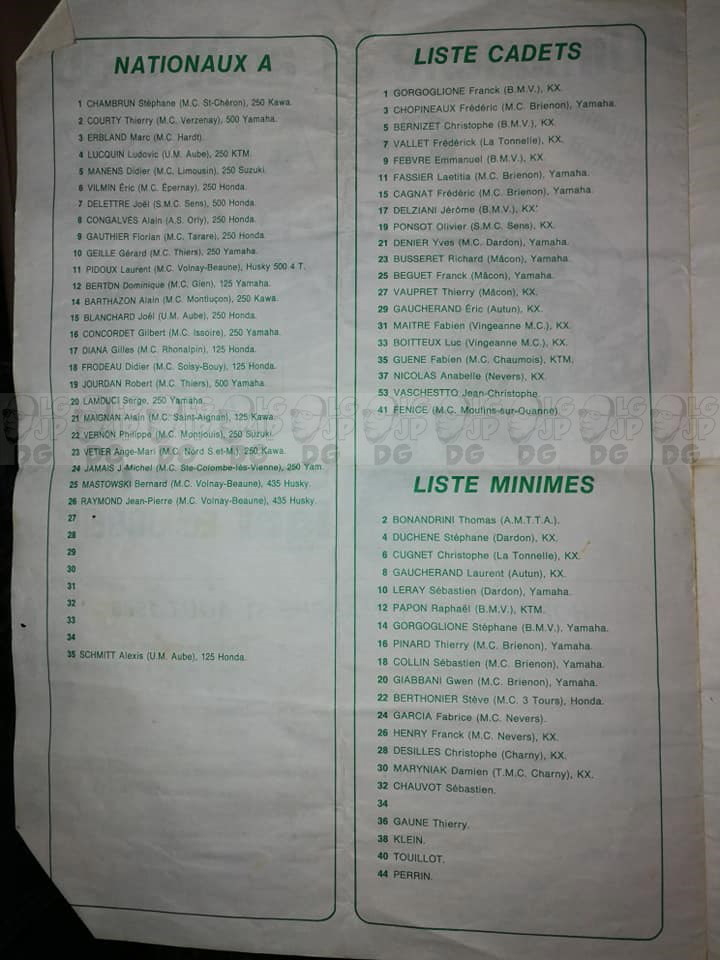 NATIONAUX A
1 CHAMBRUN Stéphane (M.C. St-Chéron), 250 Kawa.
2 COURTY Thierry (M.C. Verzenay), 500 Yamaha.
3 ERBLAND Marc (M.C. Hardt).
4 LUCQUIN Ludovic (U.M. Aube), 250 KTM.
5 MANENS Didier (M.C. Limousin), 250 Suzuki.
6 VILMIN Éric (M.C. Épernay), 250 Honda.
7 DELETTRE Joël (S.M.C. Sens), 500 Honda.
8 CONGALVÉS Alain (A.S. Orly), 250 Honda.
9 GAUTHIER Florian (M.C. Tarare), 250 Honda.
10 GEILLE Gérard (M.C. Thiers), 250 Yamaha.
11 PIDOUX Laurent (M.C. Volnay-Beaune), Husky 500 4 T.
12 BERTON Dominique (M.C. Gien), 125 Yamaha.
14 BARTHAZON Alain (M.C. Montluçon), 250 Kawa.
15 BLANCHARD Joël (U.M. Aube), 250 Honda.
16 CONCORDET Gilbert (M.C. Issoire), 250 Yamaha.
17 DIANA Gilles (M.C. Rhonalpin), 125 Honda.
18 FRODEAU Didier (M.C. Soisy-Bouy), 125 Honda.
19 JOURDAN Robert (M.C. Thiers), 500 Yamaha.
20 LAMDUCI Serge, 250 Yamaha.
21 MAIGNAN Alain (M.C. Saint-Aignan), 125 Kawa.
22 VERNON Philippe (M.C. Montjouis), 250 Suzuki.
23 VETIER Ange-Mari (M.C. Nord S.et-M.), 250 Kawa.
24 JAMAIS J-Michel (M.C. Ste-Colombe-lès-Vienne), 250 Yam.
25 MASTOWSKI Bernard (M.C. Volnay-Beaune), 435 Husky.
26 RAYMOND Jean-Pierre (M.C. Volnay-Beaune), 435 Husky.
27
28
29
30
31
32
33
34
35 SCHMITT Alexis (U.M. Aube), 125 Honda.
LISTE CADETS
1 GORGOGLIONE Franck (B.M.V.), KX.
3 CHOPINEAUX Frédéric (M.C. Brienon), Yamaha.
5 BERNIZET Christophe (B.M.V.), KX.
7 VALLET Frédérick (La Tonnelle), KX.
9 FEBVRE Emmanuel (B.M.V.), KX.
11 FASSIER Laetitia (M.C. Brienon), Yamaha.
15 CAGNAT Frédéric (M.C. Brienon), Yamaha.
17 DELZIANI Jérôme (B.M.V.), KX.
19 PONSOT Olivier (S.M.C. Sens), KX.
21 DENIER Yves (M.C. Dardon), Yamaha.
23 BUSSERET Richard (Mâcon), Yamaha.
25 BEGUET Franck (Mâcon), Yamaha.
27 VAUPRET Thierry (Mâcon), KX.
29 GAUCHERAND Éric (Autun), KX.
31 MAITRE Fabien (Vingeanne M.C.), KX.
33 BOITTEUX Luc (Vingeanne M.C.), KX.
35 GUENE Fabien (M.C. Chaumois), KTM.
37 NICOLAS Anabelle (Nevers), KX.
53 VASCHESTTO Jean-Christophe.
41 FENICE (M.C. Moulins-sur-Ouanne).
LISTE MINIMES
2 BONANDRINI Thomas (A.M.T.T.A.).
4 DUCHENE Stéphane (Dardon), KX.
6 CUGNET Christophe (La Tonnelle), KX.
8 GAUCHERAND Laurent (Autun), KX.
10 LERAY Sébastien (Dardon), Yamaha.
12 PAPON Raphaël (B.M.V.), KTM.
14 GORGOGLIONE Stéphane (B.M.V.), Yamaha.
16 PINARD Thierry (M.C. Brienon), Yamaha.
18 COLLIN Sébastien (M.C. Brienon), Yamaha.
20 GIABBANI Gwen (M.C. Brienon), Yamaha.
22 BERTHONIER Stève (M.C. 3 Tours), Honda.
24 GARCIA Fabrice (M.C. Nevers).
26 HENRY Franck (M.C. Nevers), KX.
28 DESILLES Christophe (Charny), KX.
30 MARYNIAK Damien (T.M.C. Charny), KX.
32 CHAUVOT Sébastien.
34
36 GAUNE Thierry.
38 KLEIN.
40 TOUILLOT.
44 PERRIN.